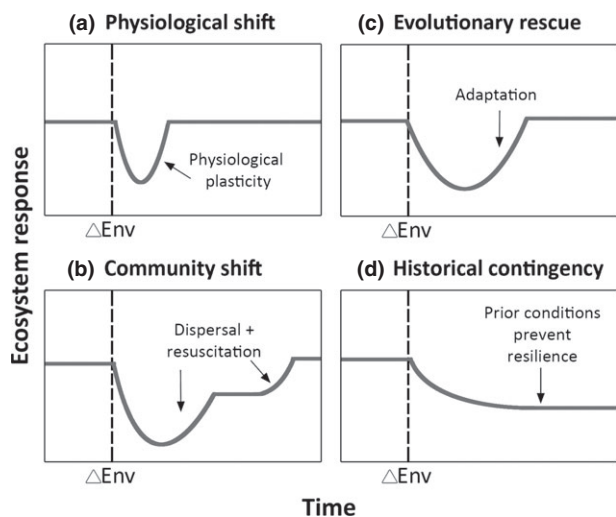 (a) Physiological shift
Physiological
plasticity
△Env
(c) Evolutionary rescue
Adaptation
△Env
(b) Community shift
Dispersal +
resuscitation
△Env
(d) Historical contingency
Prior conditions
prevent
resilience
△Env
Ecosystem response
Time